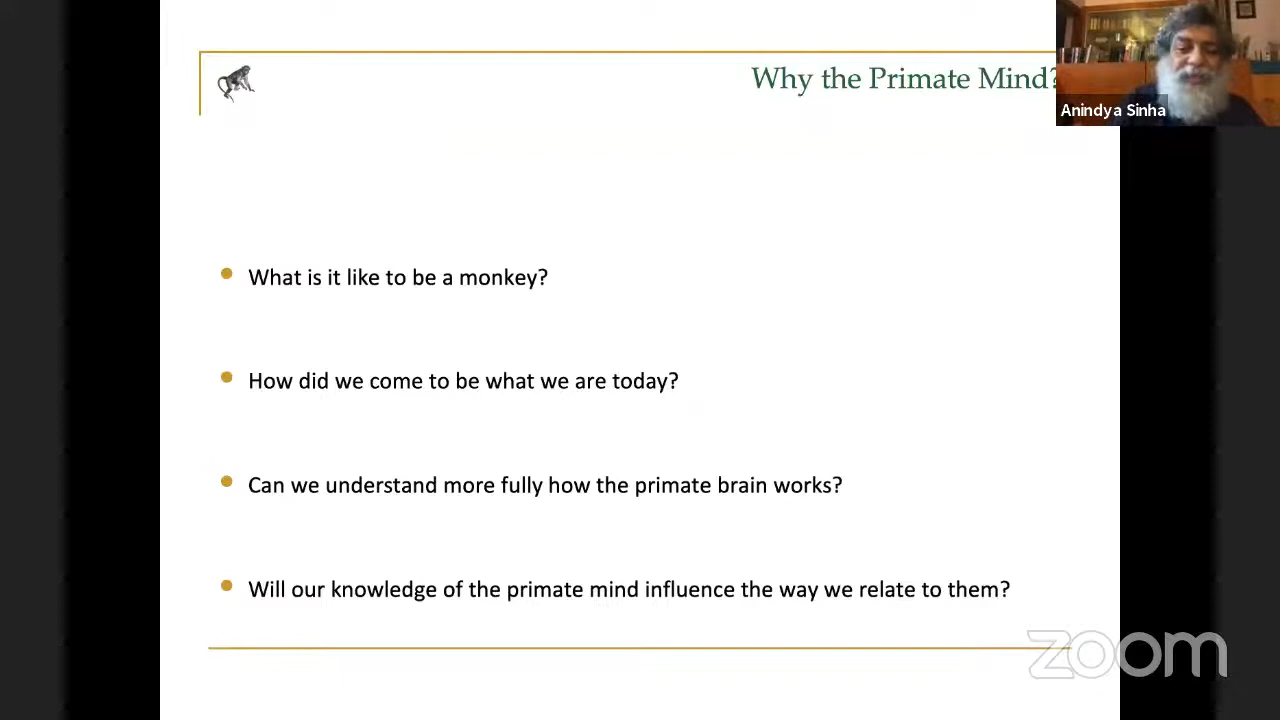 Why the Primate Mind?
Anindya Sinha
What is it like to be a monkey?
How did we come to be what we are today?
Can we understand more fully how the primate brain works?
Will our knowledge of the primate mind influence the way we relate to them?
zoom